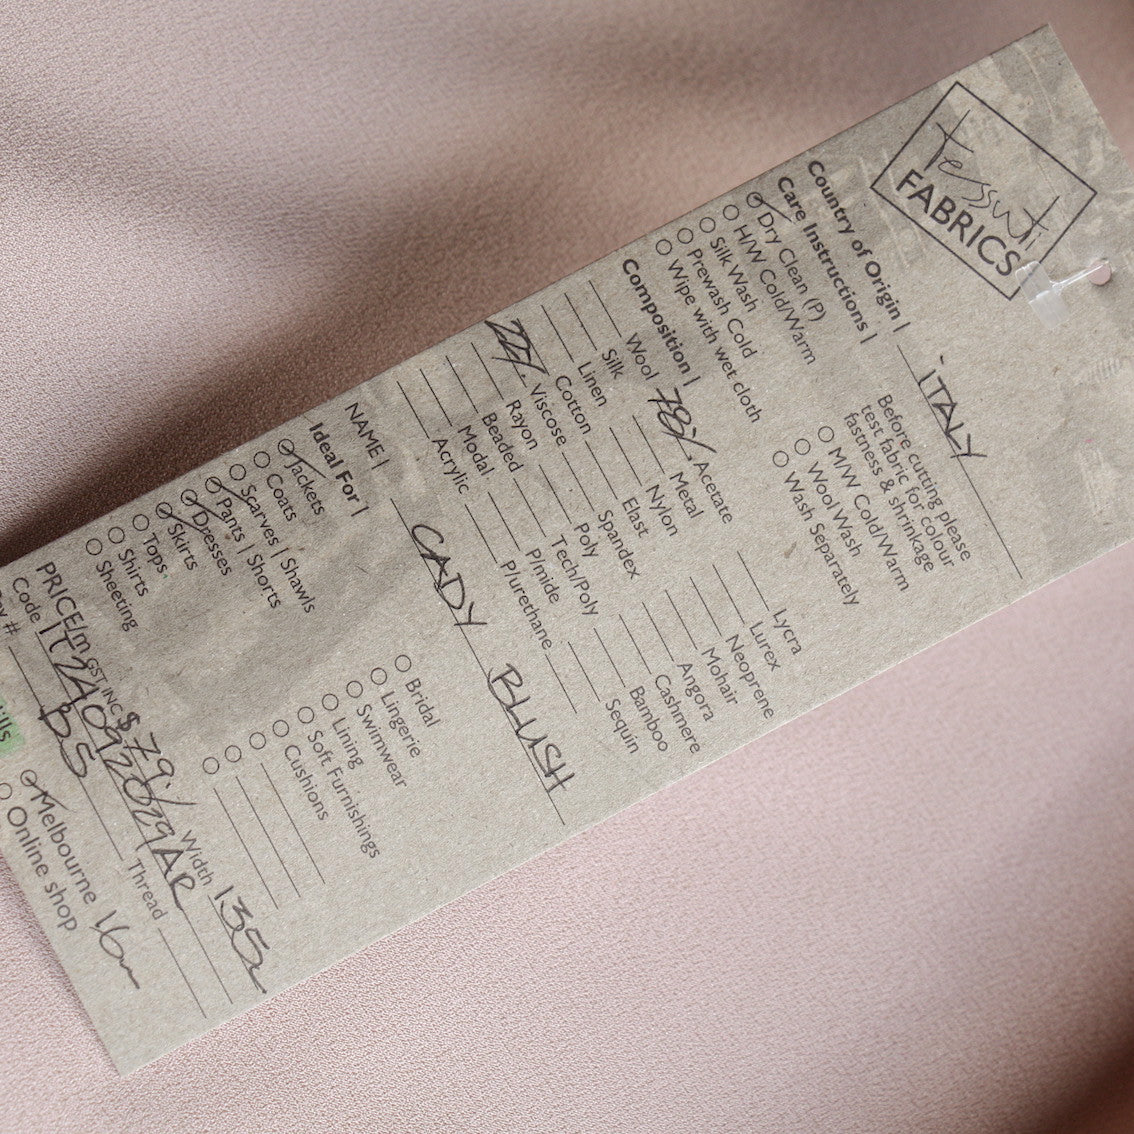 tessuti
FABRICS
Country of Origin | ITALY
Care Instructions |
Dry Clean (P)
H/W Cold/Warm
Silk Wash
Prewash Cold
Wipe with wet cloth
Before cutting please
test fabric for colour
fastness & shrinkage
M/W Cold/Warm
Wool Wash
Wash Separately
Composition |
Wool 78% Acetate Lycra
Silk Metal Lurex
Linen Nylon Neoprene
Cotton Elast Mohair
22% Viscose Spandex Angora
Rayon Poly Cashmere
Beaded Tech/Poly Bamboo
Modal P/mide Sequin
Acrylic P/urethane
NAME | CADY BLUSH
Ideal For |
Jackets
Coats
Scarves | Shawls
Pants | Shorts
Dresses
Skirts
Tops
Shirts
Sheeting
Bridal
Lingerie
Swimwear
Lining
Soft Furnishings
Cushions
PRICE/m GST INC $79 Width 135
Code
Thread
Melbourne 16m
Online shop